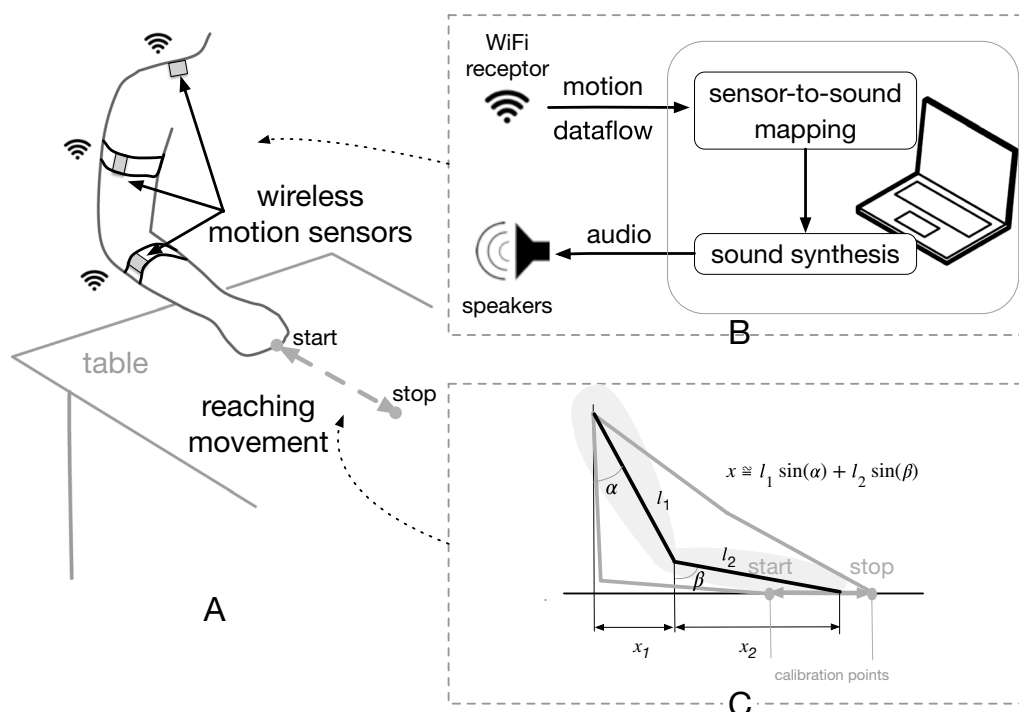 wireless
motion sensors
start
table
stop
reaching
movement
A
WiFi
receptor
motion
dataflow
sensor-to-sound
mapping
audio
sound synthesis
speakers
B
x ≅ l₁ sin(α) + l₂ sin(β)
α
l₁
l₂
β
start
stop
x₁
x₂
calibration points
C